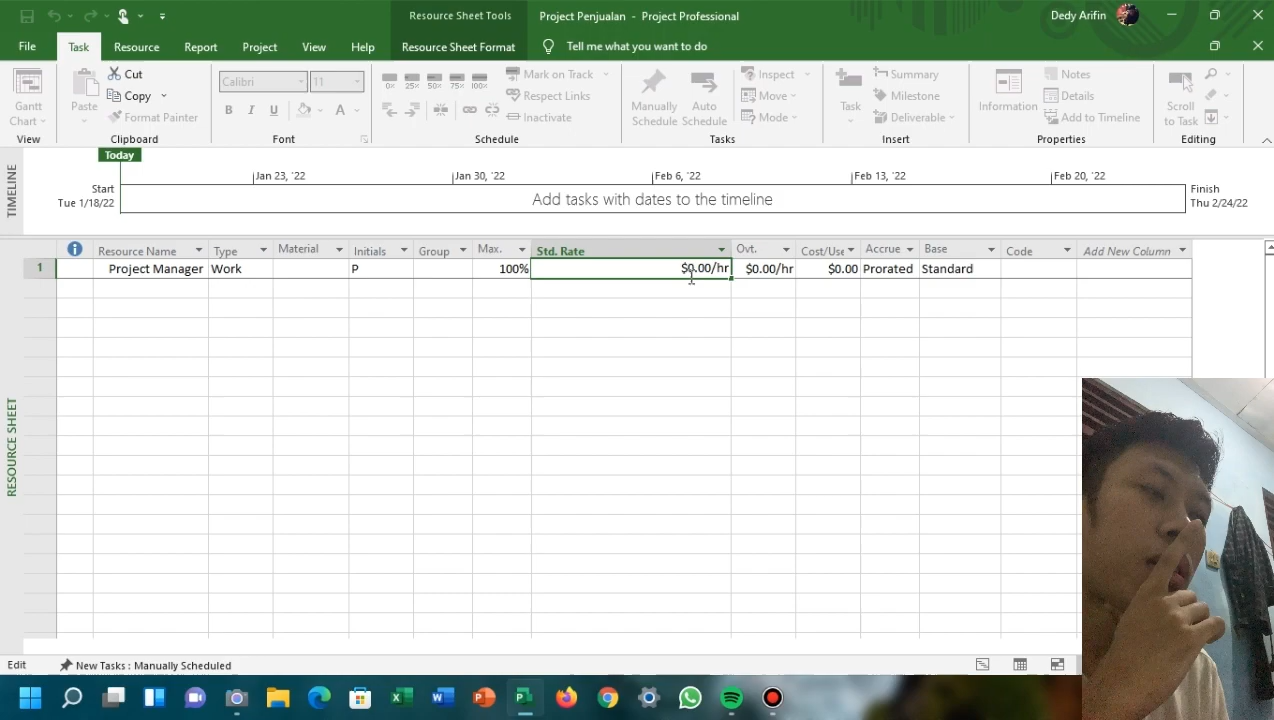 Resource Sheet Tools
Project Penjualan - Project Professional
Dedy Arifin
File Task Resource Report Project View Help Resource Sheet Format Tell me what you want to do
Gantt Chart
View
Paste
Cut
Copy
Format Painter
Clipboard
Calibri 11
B I U A
Font
0% 25% 50% 75% 100%
Mark on Track
Respect Links
Inactivate
Schedule
Manually Schedule
Auto Schedule
Inspect
Move
Mode
Tasks
Task
Summary
Milestone
Deliverable
Insert
Information
Notes
Details
Add to Timeline
Properties
Scroll to Task
Editing
TIMELINE
Today
Jan 23, '22 Jan 30, '22 Feb 6, '22 Feb 13, '22 Feb 20, '22
Start
Tue 1/18/22
Add tasks with dates to the timeline
Finish
Thu 2/24/22
Resource Name Type Material Initials Group Max. Std. Rate Ovt. Cost/Use Accrue Base Code Add New Column
1 Project Manager Work P 100% $0.00/hr $0.00/hr $0.00 Prorated Standard
RESOURCE SHEET
Edit New Tasks : Manually Scheduled